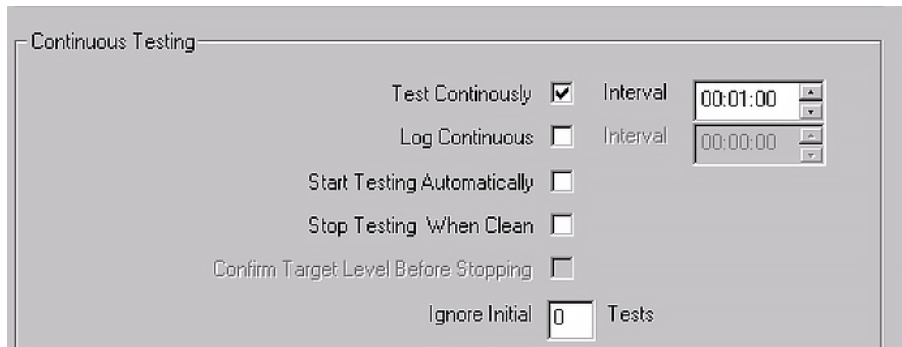 Continuous Testing
Test Continously Interval 00:01:00
Log Continuous Interval 00:00:00
Start Testing Automatically
Stop Testing When Clean
Confirm Target Level Before Stopping
Ignore Initial 0 Tests